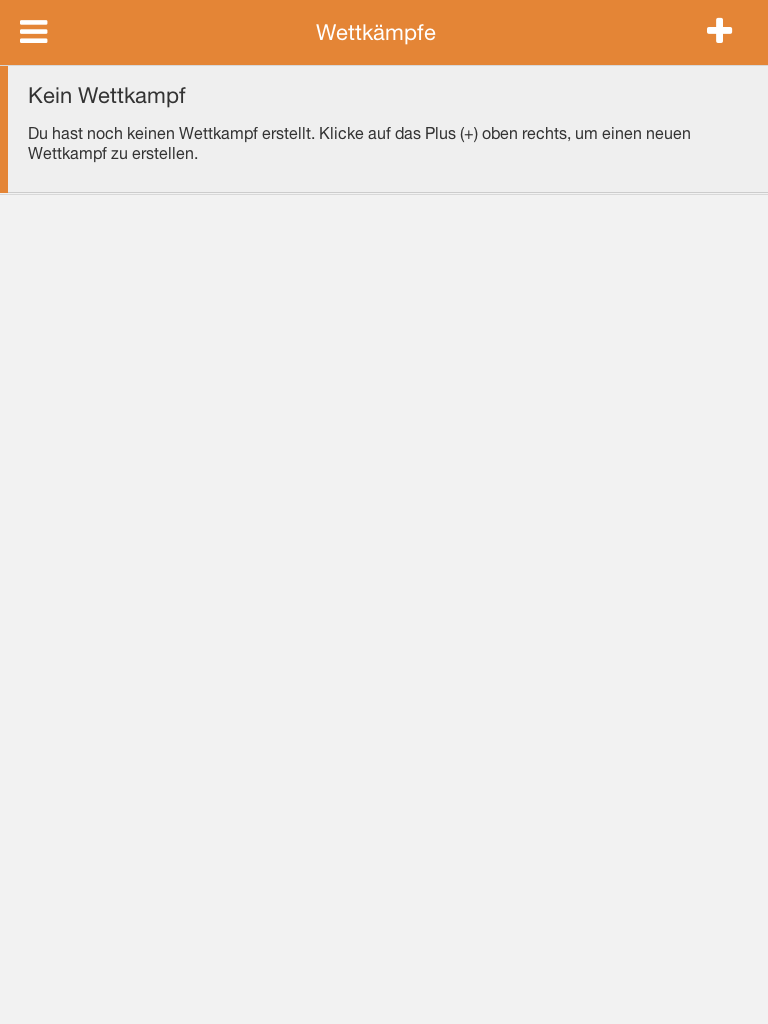 Wettkämpfe
Kein Wettkampf
Du hast noch keinen Wettkampf erstellt. Klicke auf das Plus (+) oben rechts, um einen neuen
Wettkampf zu erstellen.